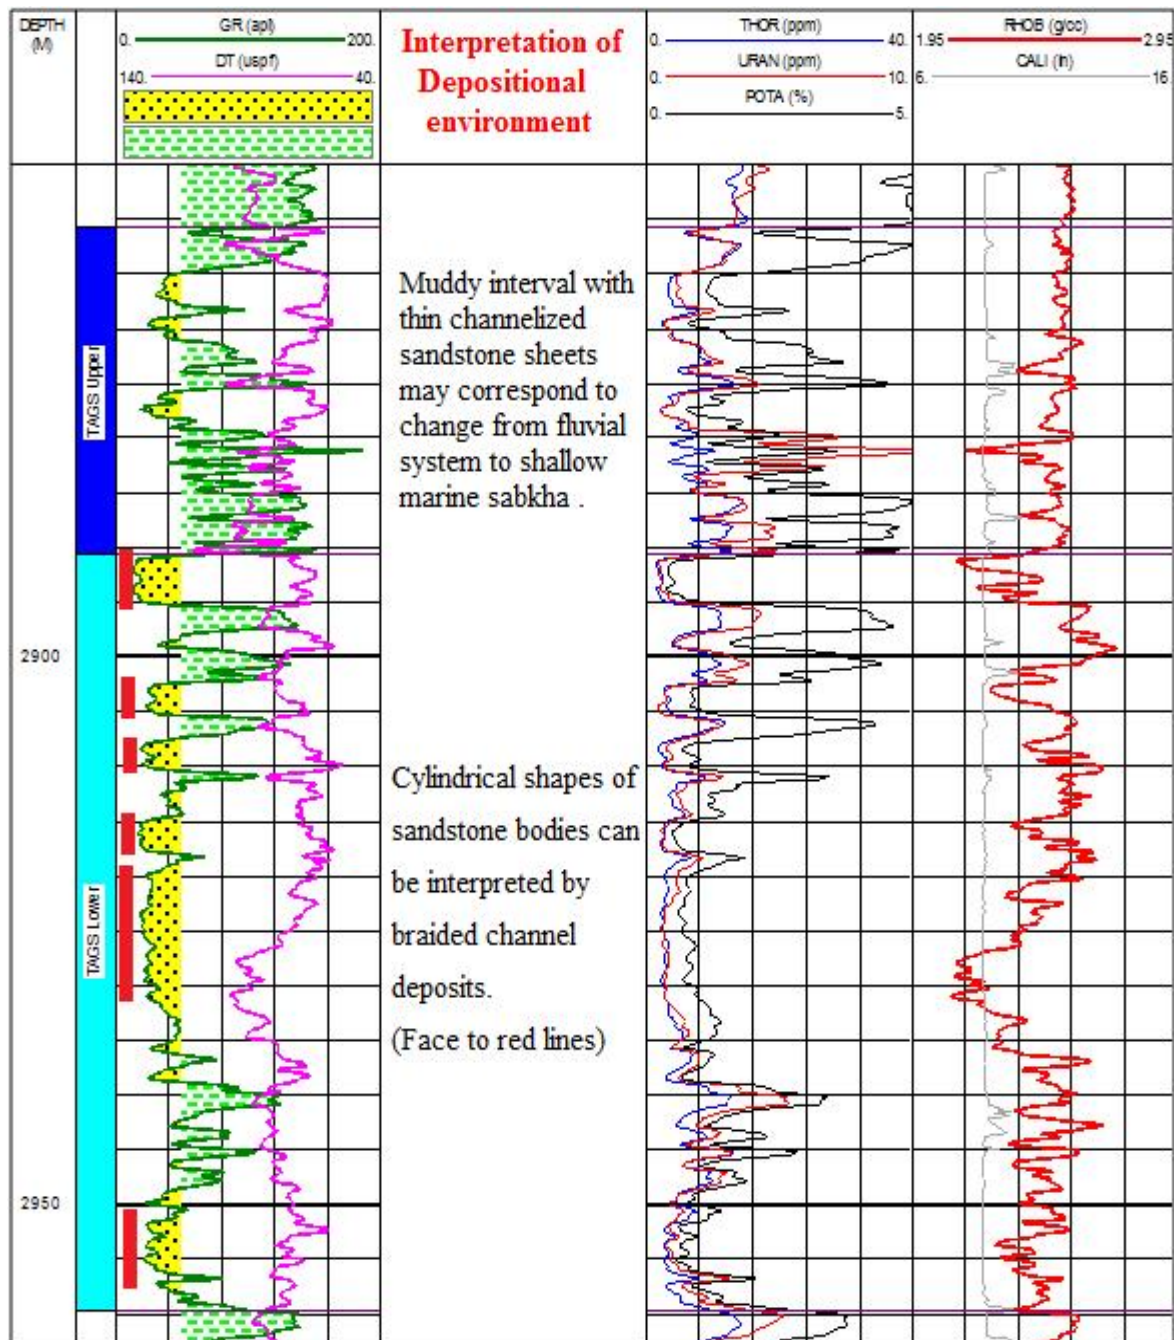 DEPTH
(M)
GR (api)
0. 200.
DT (uspf)
140. 40.
Interpretation of
Depositional
environment
THOR (ppm)
0. 40.
URAN (ppm)
0. 10.
POTA (%)
0. 5.
RHOB (g/cc)
1.95 2.95
CALI (in)
6. 16.
TAGS Upper
Muddy interval with
thin channelized
sandstone sheets
may correspond to
change from fluvial
system to shallow
marine sabkha .
2900
TAGS Lower
Cylindrical shapes of
sandstone bodies can
be interpreted by
braided channel
deposits.
(Face to red lines)
2950